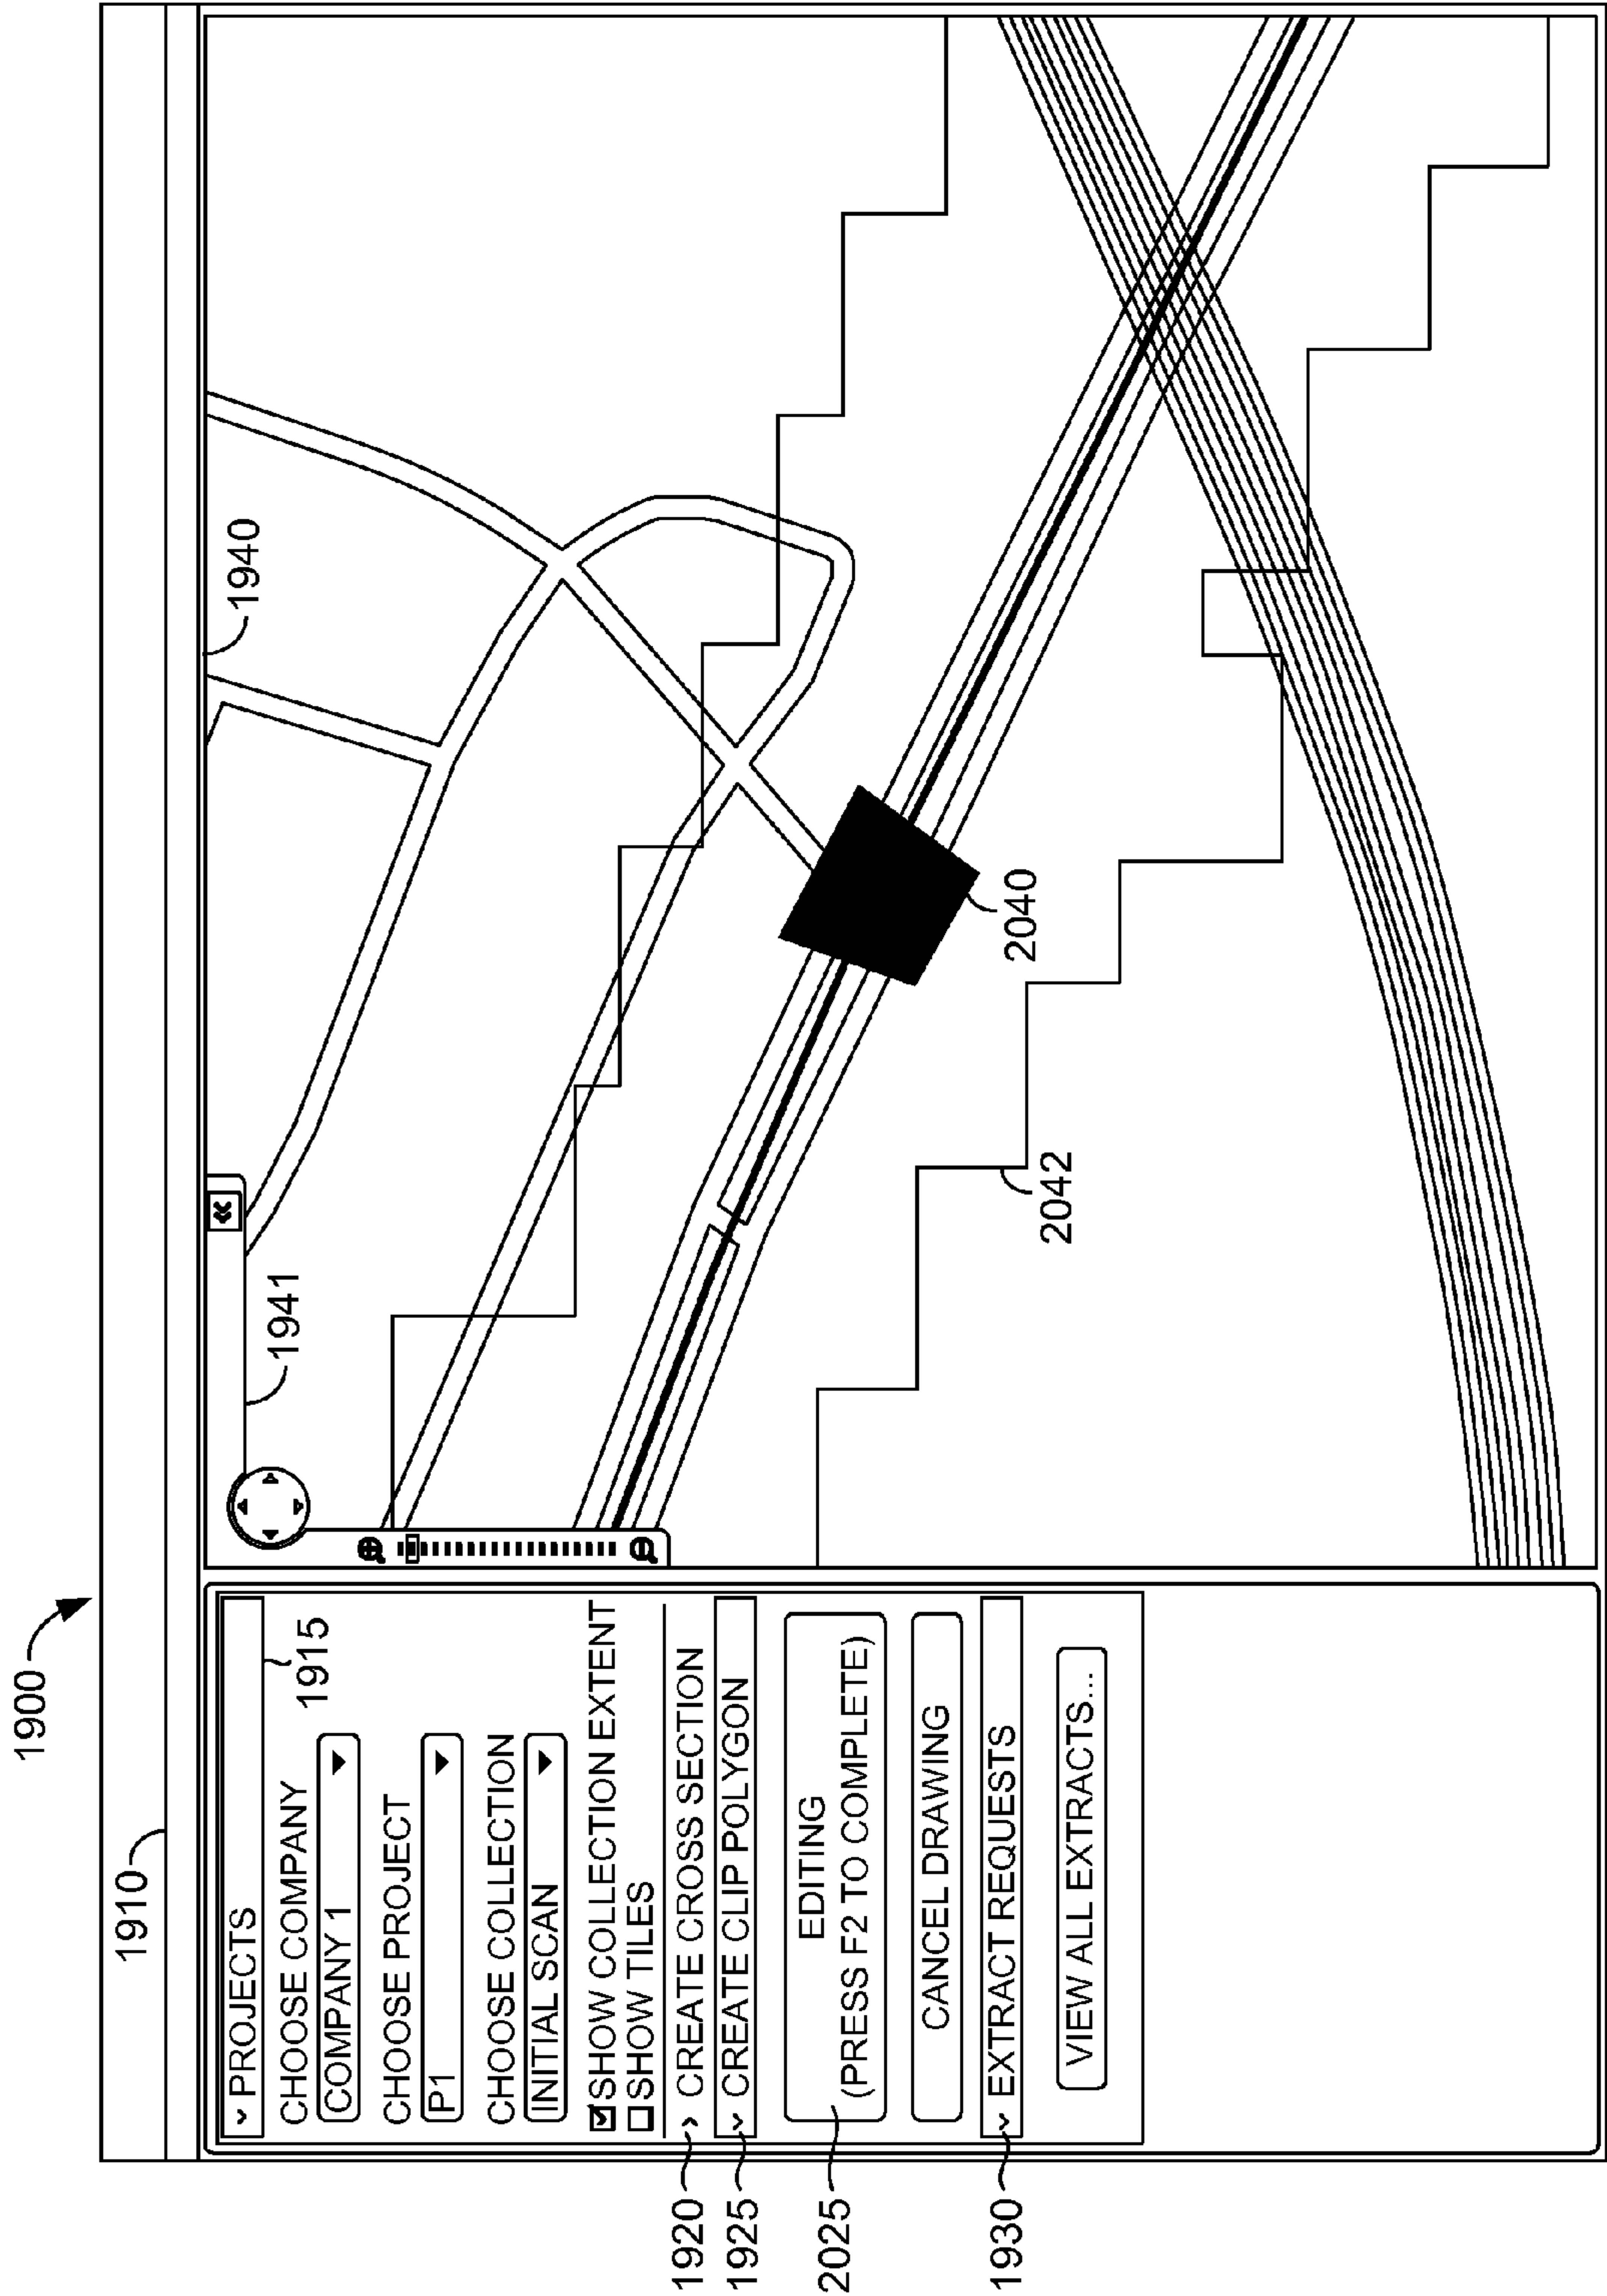 1900
1910
PROJECTS
1915
CHOOSE COMPANY
COMPANY 1
CHOOSE PROJECT
P1
CHOOSE COLLECTION
INITIAL SCAN
SHOW COLLECTION EXTENT
SHOW TILES
1920
CREATE CROSS SECTION
1925
CREATE CLIP POLYGON
2025
EDITING
(PRESS F2 TO COMPLETE)
CANCEL DRAWING
1930
EXTRACT REQUESTS
VIEW ALL EXTRACTS...
1941
1940
2040
2042